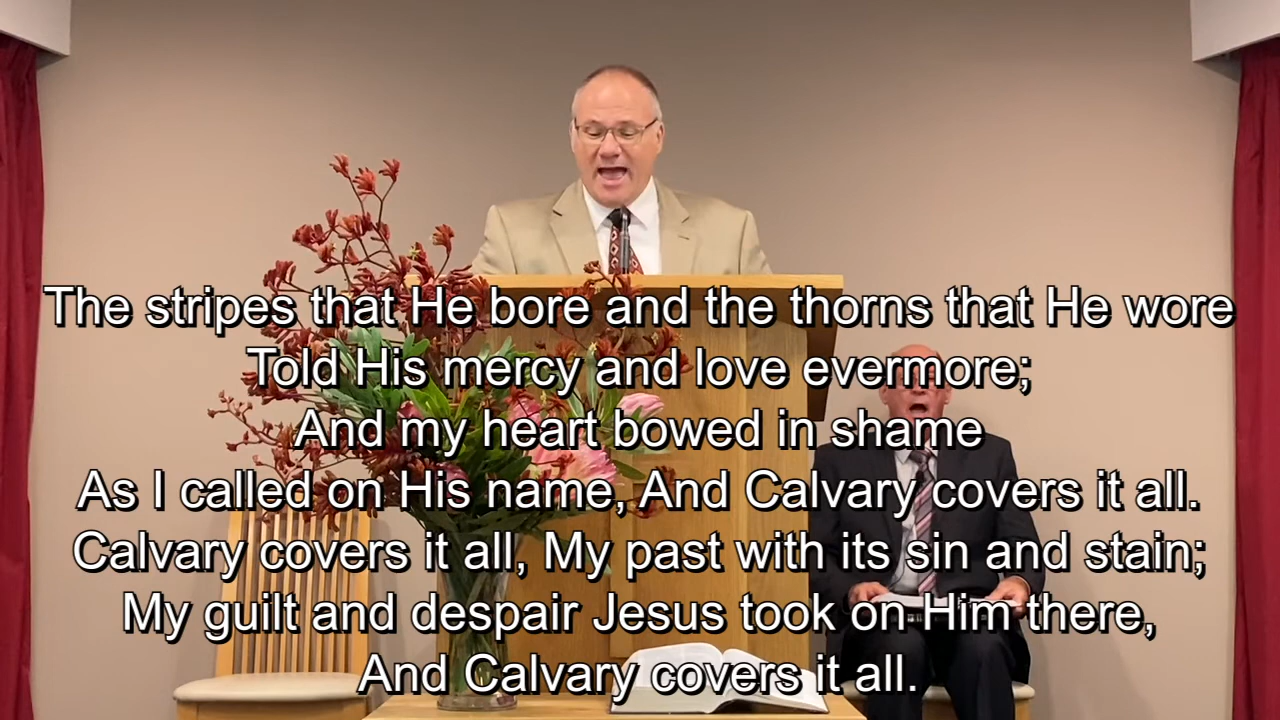 The stripes that He bore and the thorns that He wore
Told His mercy and love evermore;
And my heart bowed in shame
As I called on His name, And Calvary covers it all.
Calvary covers it all, My past with its sin and stain;
My guilt and despair Jesus took on Him there,
And Calvary covers it all.